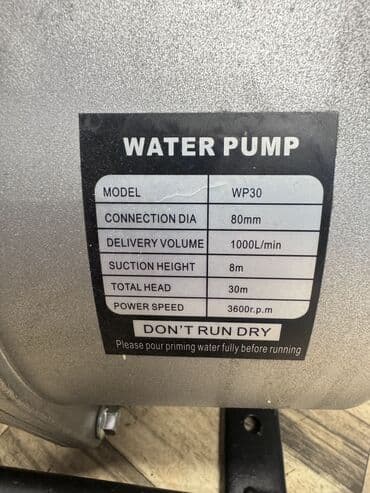 WATER PUMP
MODEL WP30
CONNECTION DIA 80mm
DELIVERY VOLUME 1000L/min
SUCTION HEIGHT 8m
TOTAL HEAD 30m
POWER SPEED 3600r.p.m
DON'T RUN DRY
Please pour priming water fully before running